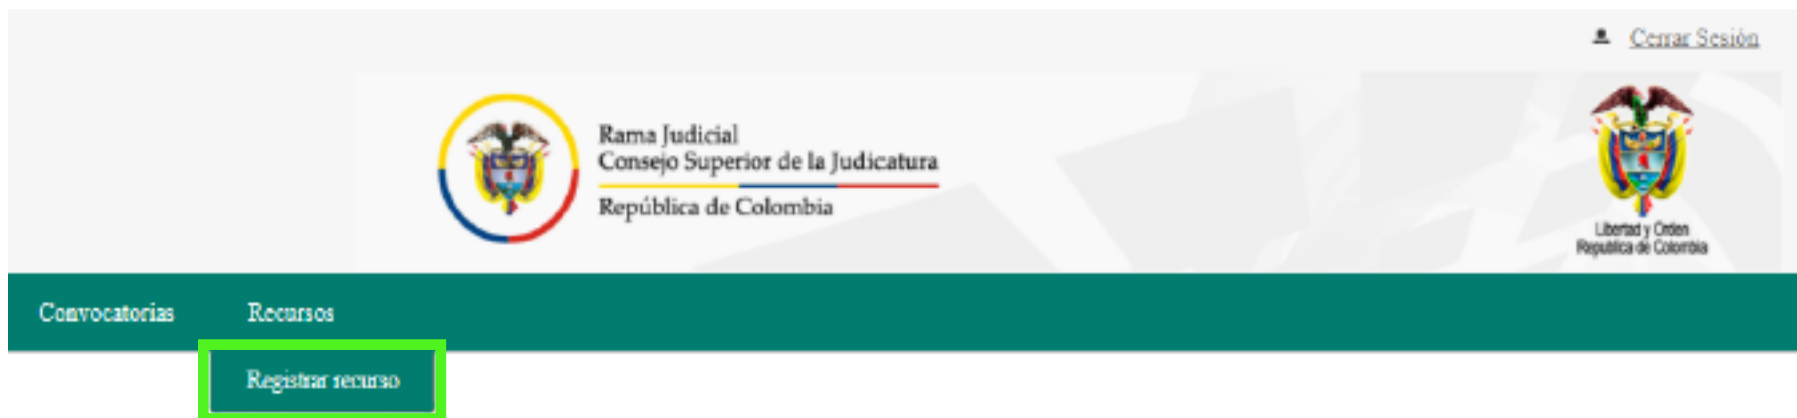 Cerrar Sesión
Rama Judicial
Consejo Superior de la Judicatura
República de Colombia
Libertad y Orden
Republica de Colombia
Convocatorias Recursos
Registrar recurso